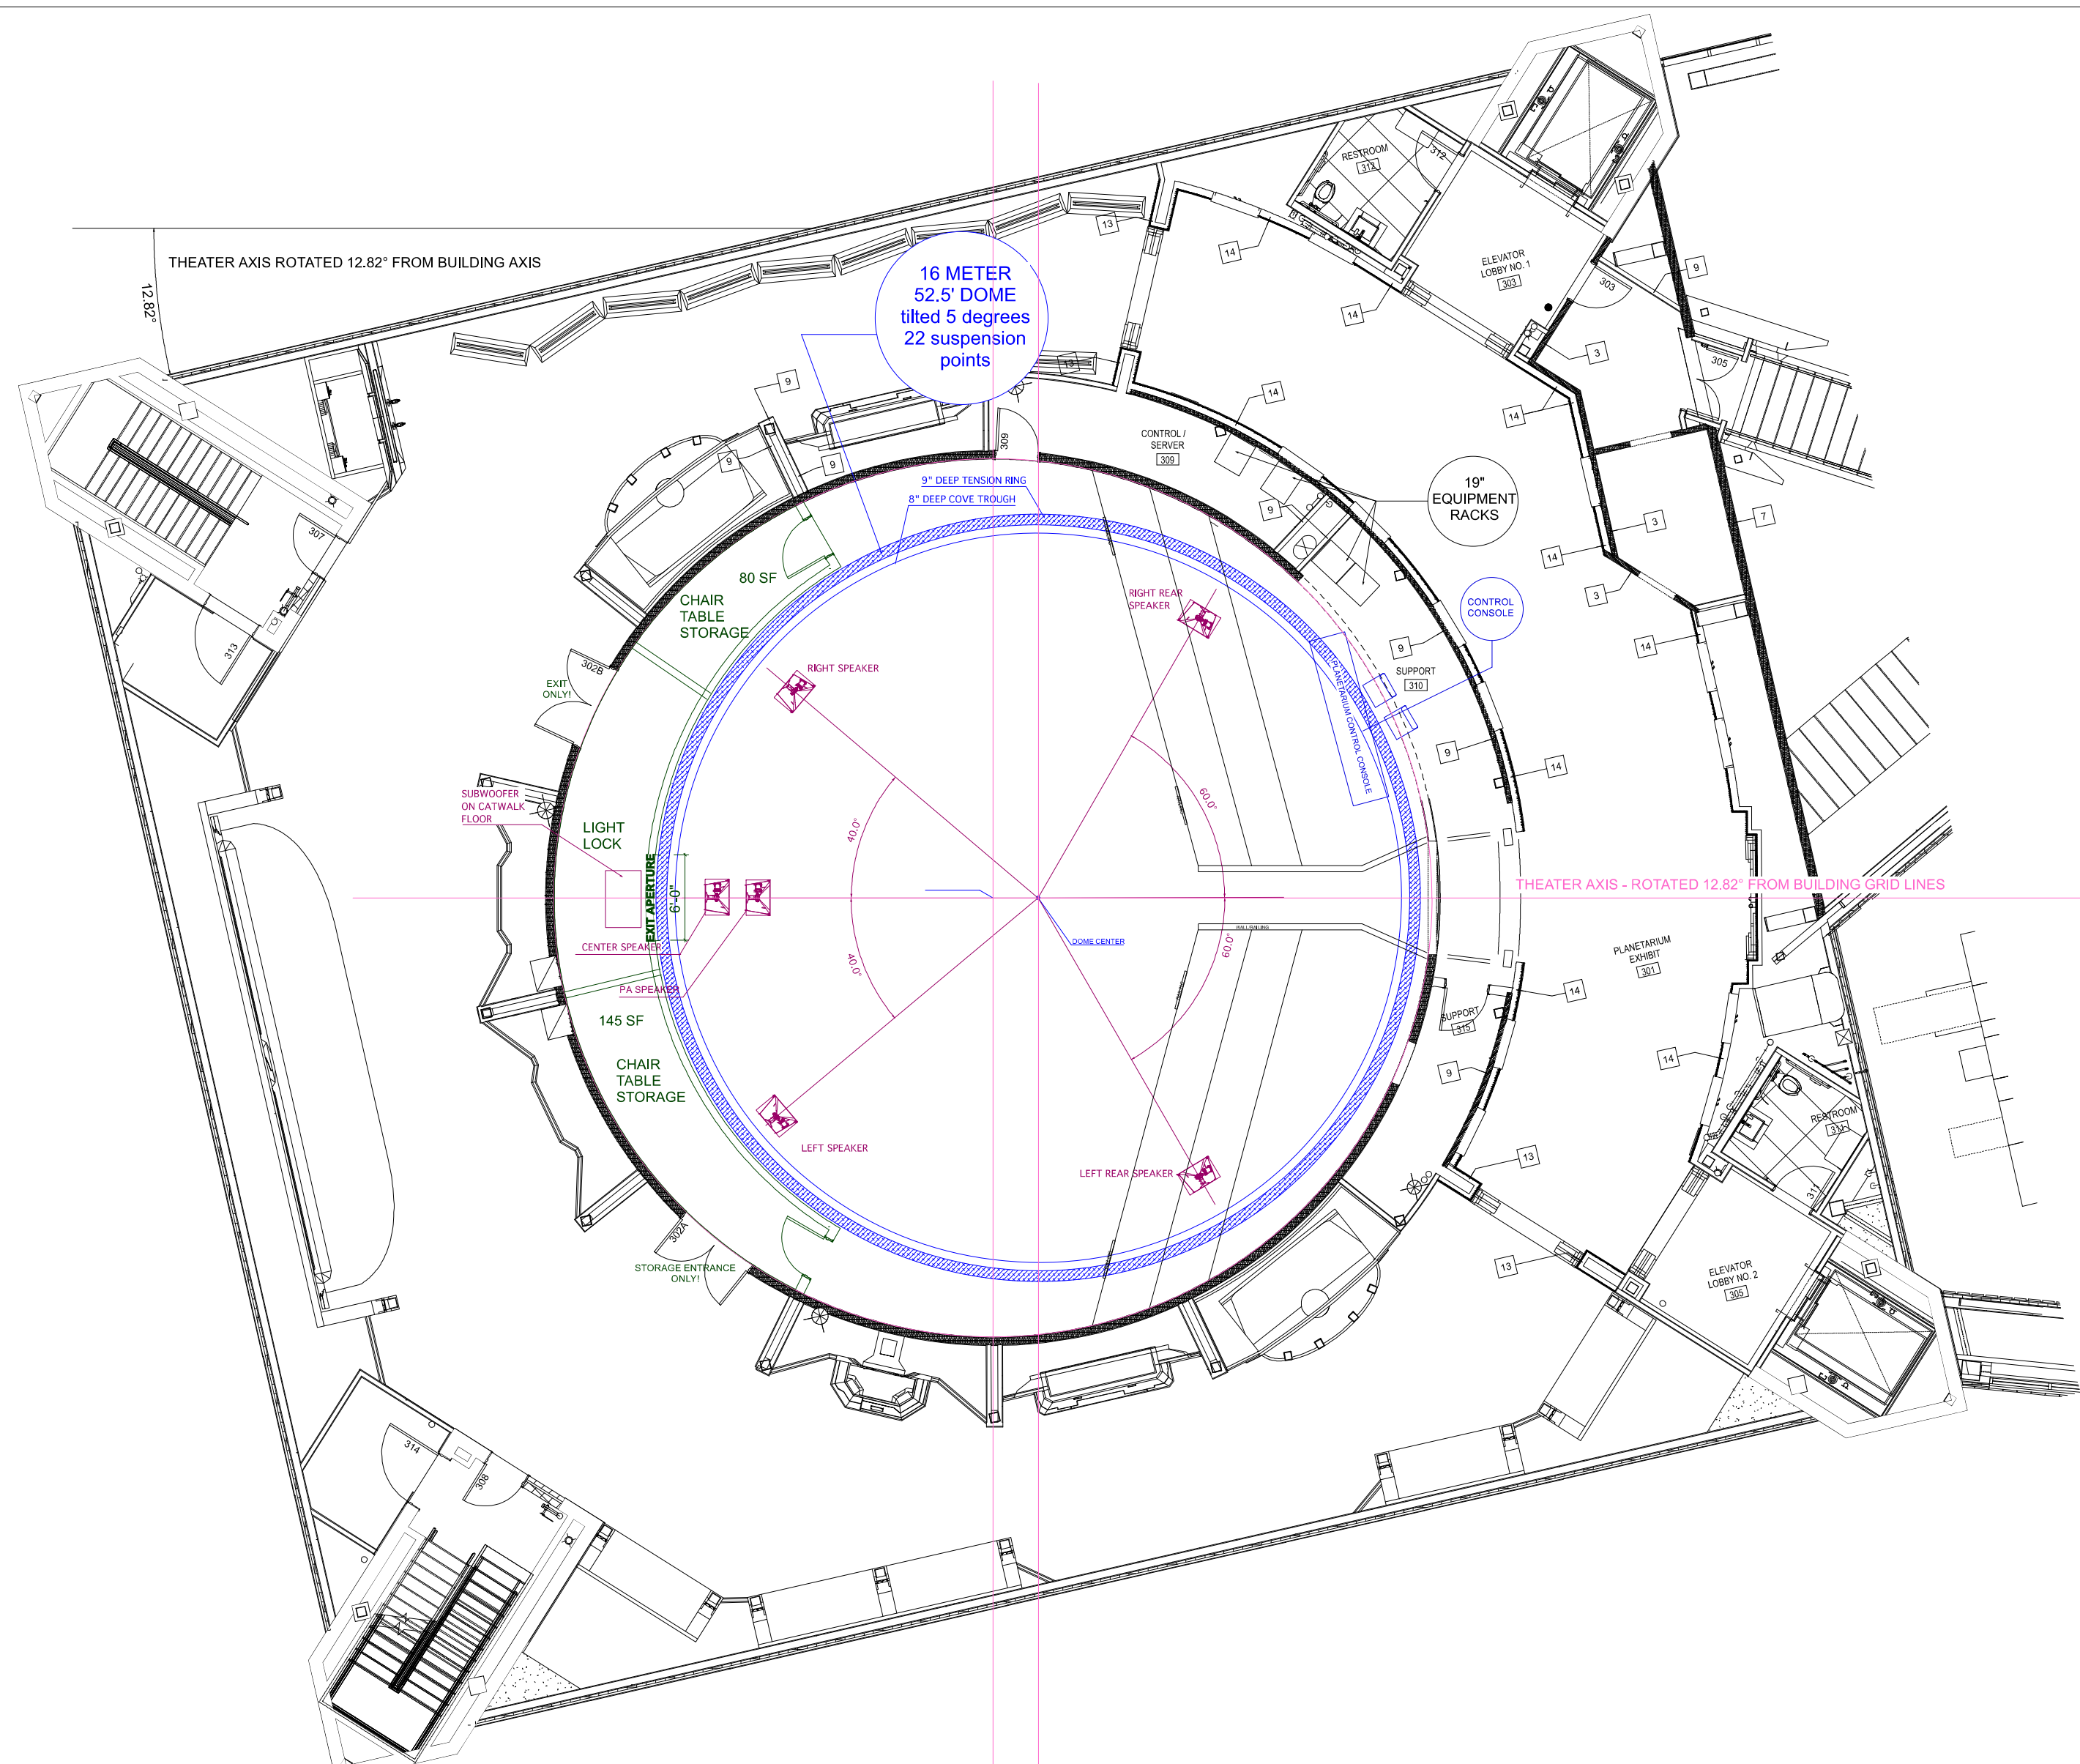 THEATER AXIS ROTATED 12.82° FROM BUILDING AXIS
12.82°
16 METER
52.5' DOME
tilted 5 degrees
22 suspension
points
RESTROOM
312
312
13
14
14
ELEVATOR
LOBBY NO. 1
303
303
9
3
305
13
9
14
14
309
CONTROL /
SERVER
309
9
9
9" DEEP TENSION RING
8" DEEP COVE TROUGH
19"
EQUIPMENT
RACKS
9
3
7
14
3
307
313
80 SF
CHAIR
TABLE
STORAGE
RIGHT REAR
SPEAKER
CONTROL
CONSOLE
14
9
302B
EXIT
ONLY!
RIGHT SPEAKER
SUPPORT
310
PLANETARIUM CONTROL CONSOLE
9
14
SUBWOOFER
ON CATWALK
FLOOR
LIGHT
LOCK
40.0°
60.0°
EXIT APERTURE
6'-0"
THEATER AXIS - ROTATED 12.82° FROM BUILDING GRID LINES
CENTER SPEAKER
DOME CENTER
WALL/RAILING
60.0°
40.0°
PLANETARIUM
EXHIBIT
301
PA SPEAKER
14
145 SF
SUPPORT
315
CHAIR
TABLE
STORAGE
9
14
RESTROOM
311
311
LEFT SPEAKER
LEFT REAR SPEAKER
13
302A
STORAGE ENTRANCE
ONLY!
13
ELEVATOR
LOBBY NO. 2
305
314
308